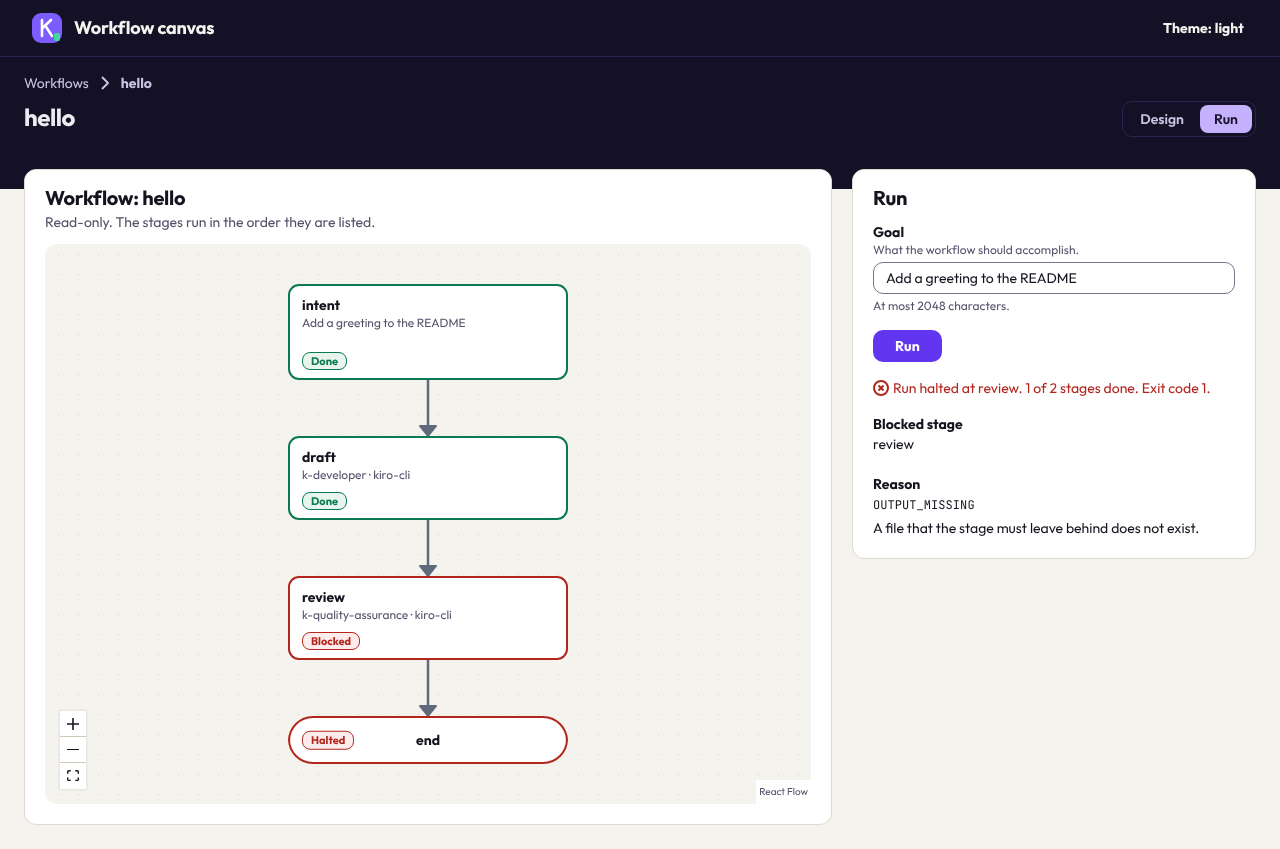 K
Workflow canvas
Theme: light
Workflows
hello
hello
Design
Run
Workflow: hello
Read-only. The stages run in the order they are listed.
intent
Add a greeting to the README
Done
draft
k-developer · kiro-cli
Done
review
k-quality-assurance · kiro-cli
Blocked
Halted
end
React Flow
Run
Goal
What the workflow should accomplish.
Add a greeting to the README
At most 2048 characters.
Run
Run halted at review. 1 of 2 stages done. Exit code 1.
Blocked stage
review
Reason
OUTPUT_MISSING
A file that the stage must leave behind does not exist.